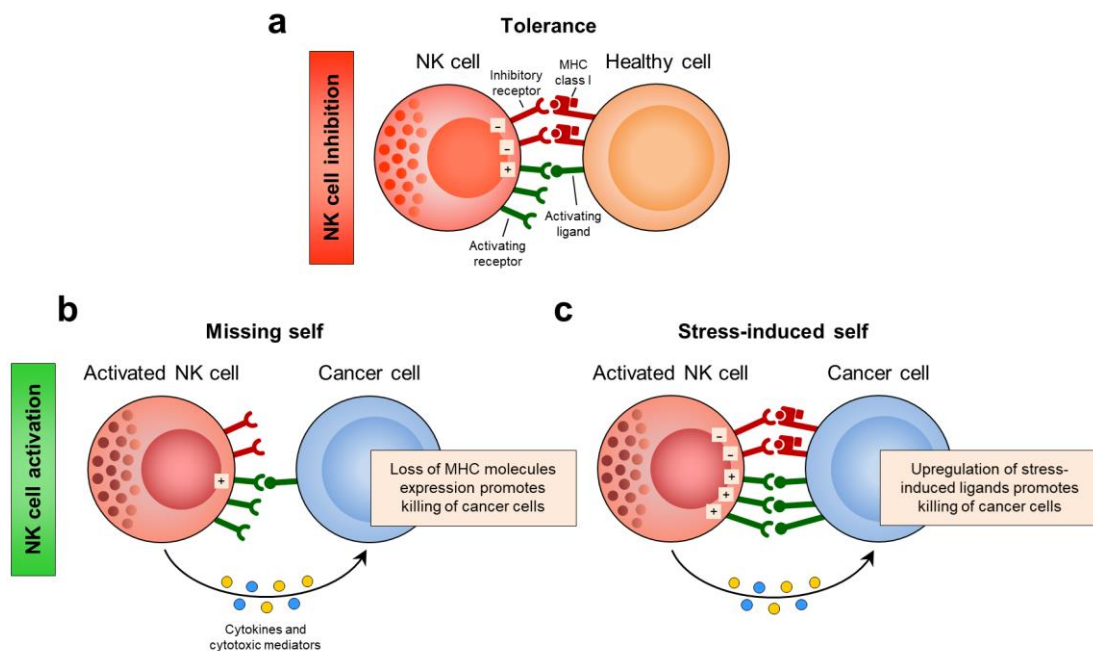 a
Tolerance
NK cell inhibition
NK cell
Healthy cell
Inhibitory
receptor
MHC
class I
–
–
+
Activating
receptor
Activating
ligand
b
Missing self
NK cell activation
Activated NK cell
Cancer cell
+
Loss of MHC molecules
expression promotes
killing of cancer cells
Cytokines and
cytotoxic mediators
c
Stress-induced self
Activated NK cell
Cancer cell
–
–
+
+
+
Upregulation of stress-
induced ligands promotes
killing of cancer cells